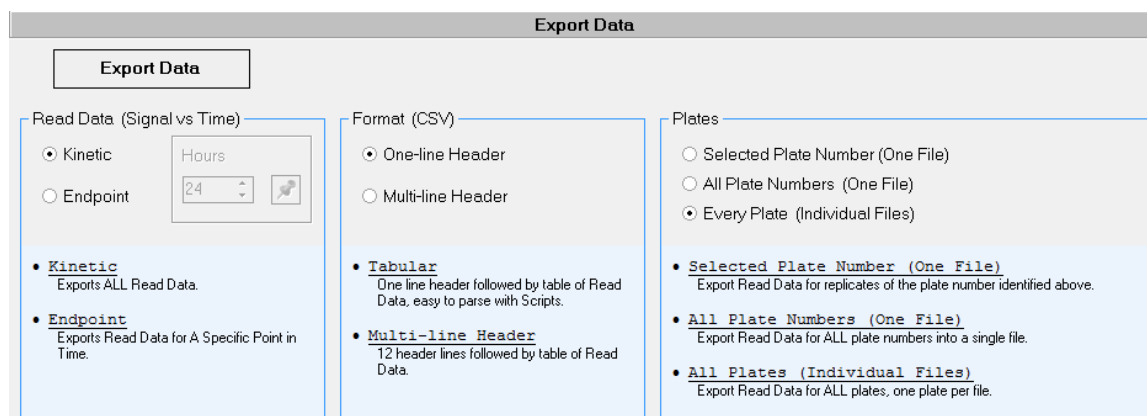 Export Data
Export Data
Read Data (Signal vs Time)
Kinetic
Hours
24
Endpoint
• Kinetic
Exports ALL Read Data.
• Endpoint
Exports Read Data for A Specific Point in
Time.
Format (CSV)
One-line Header
Multi-line Header
• Tabular
One line header followed by table of Read
Data, easy to parse with Scripts.
• Multi-line Header
12 header lines followed by table of Read
Data.
Plates
Selected Plate Number (One File)
All Plate Numbers (One File)
Every Plate (Individual Files)
• Selected Plate Number (One File)
Export Read Data for replicates of the plate number identified above.
• All Plate Numbers (One File)
Export Read Data for ALL plate numbers into a single file.
• All Plates (Individual Files)
Export Read Data for ALL plates, one plate per file.